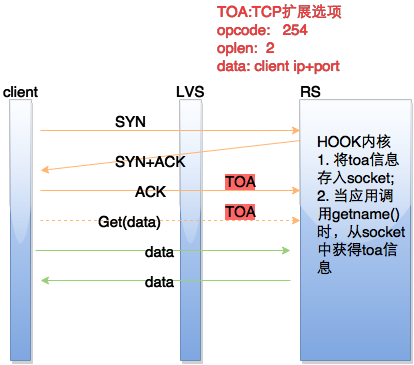 TOA:TCP扩展选项
opcode: 254
oplen: 2
data: client ip+port
client
LVS
RS
SYN
SYN+ACK
ACK
TOA
Get(data)
TOA
data
data
HOOK内核
1. 将toa信息
存入socket;
2. 当应用调
用getname()
时，从socket
中获得toa信
息